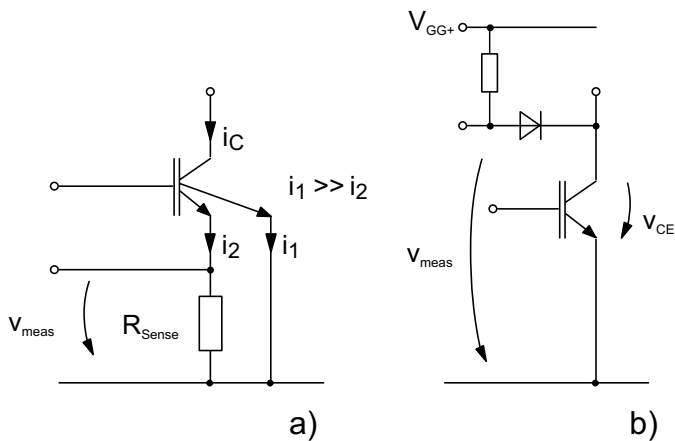 V_GG+
i_C
i_1 >> i_2
i_2
i_1
v_CE
v_meas
v_meas
R_Sense
a)
b)